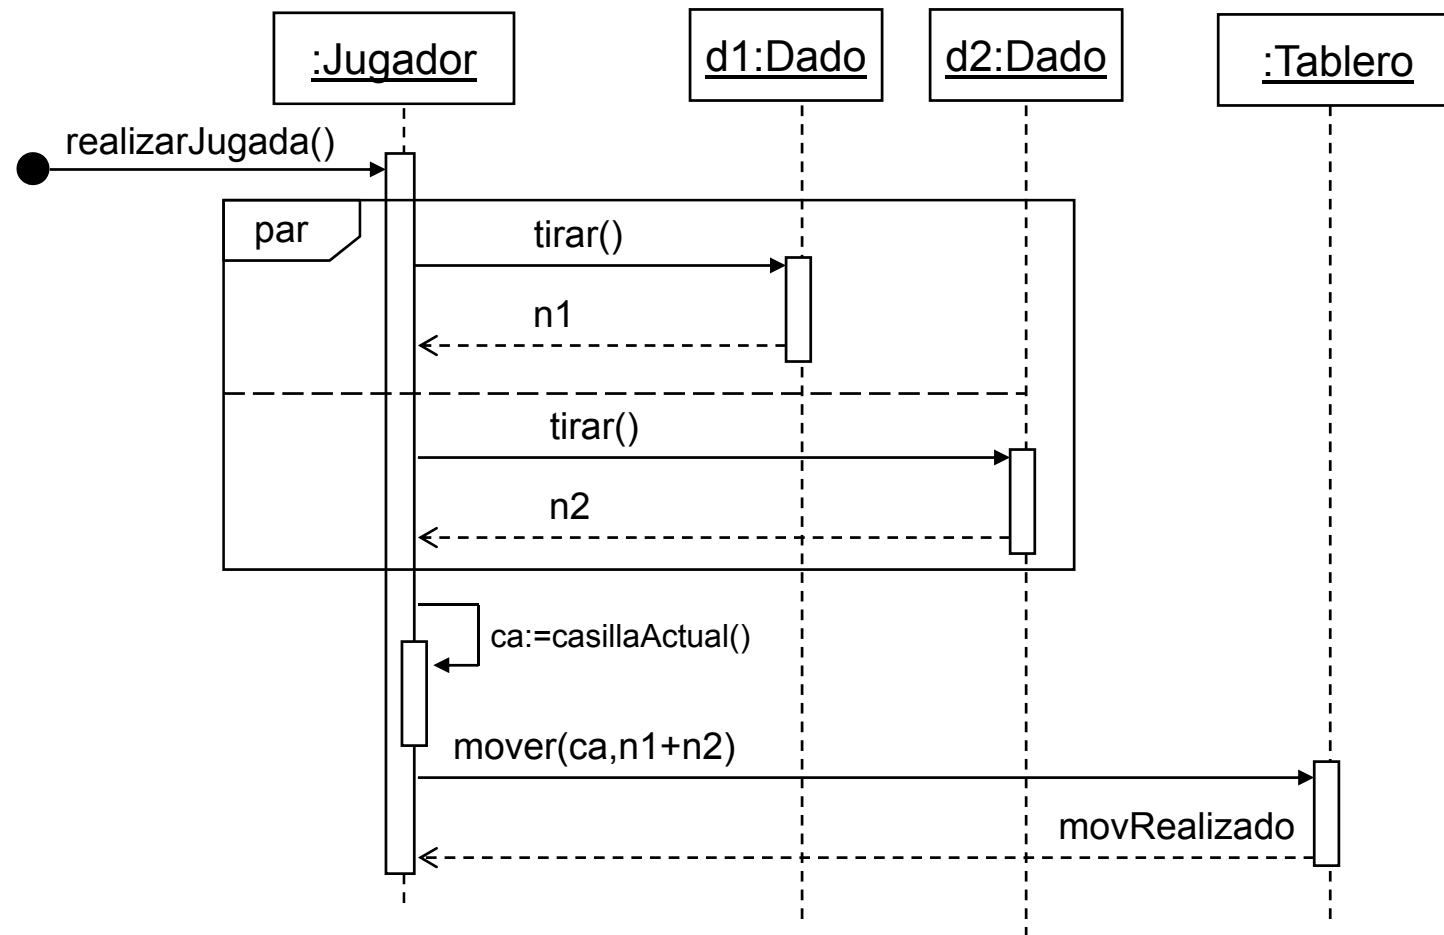 :Jugador
d1:Dado
d2:Dado
:Tablero
realizarJugada()
par
tirar()
n1
tirar()
n2
ca:=casillaActual()
mover(ca,n1+n2)
movRealizado